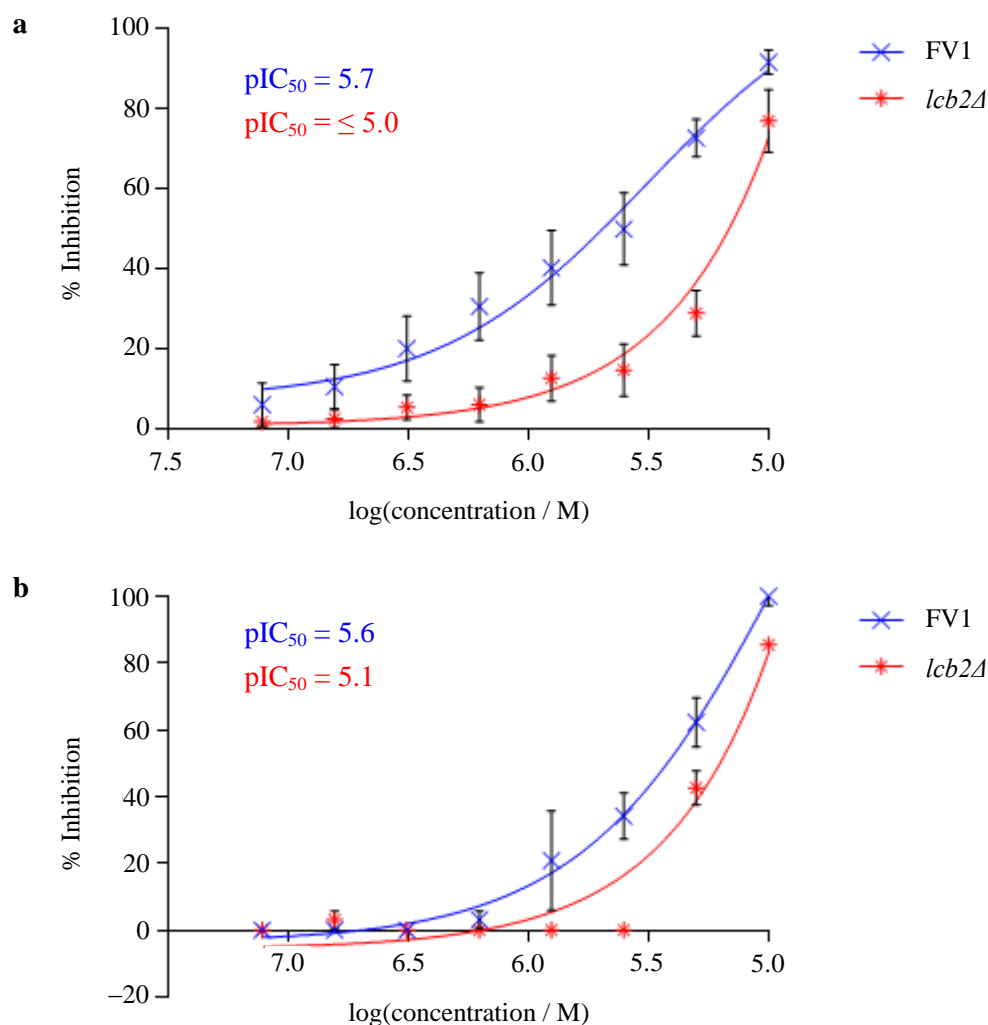 a
100
80
60
40
20
0
% Inhibition
pIC₅₀ = 5.7
pIC₅₀ = ≤ 5.0
FV1
lcb2Δ
7.5 7.0 6.5 6.0 5.5 5.0
log(concentration / M)
b
100
80
60
40
20
0
−20
% Inhibition
pIC₅₀ = 5.6
pIC₅₀ = 5.1
FV1
lcb2Δ
7.0 6.5 6.0 5.5 5.0
log(concentration / M)